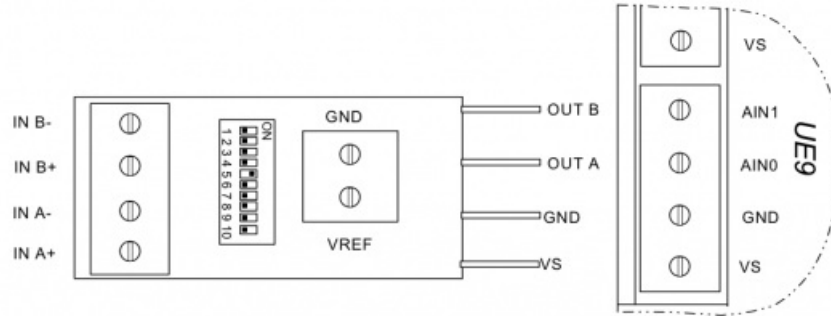 IN B-
IN B+
IN A-
IN A+
ON
1
2
3
4
5
6
7
8
9
10
GND
VREF
OUT B
OUT A
GND
VS
VS
AIN1
AIN0
GND
VS
UE9